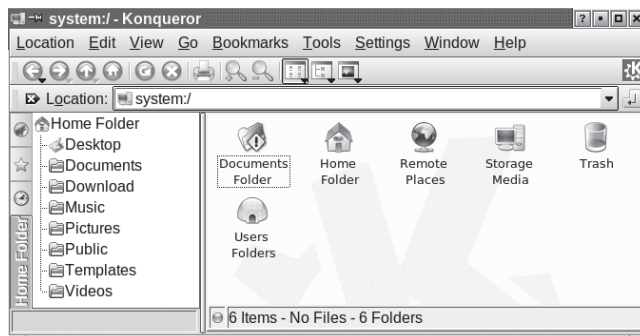 system:/ - Konqueror
Location Edit View Go Bookmarks Tools Settings Window Help
Location: system:/
Home Folder
Home Folder
Desktop
Documents
Download
Music
Pictures
Public
Templates
Videos
Documents Folder
Home Folder
Remote Places
Storage Media
Trash
Users Folders
6 Items - No Files - 6 Folders